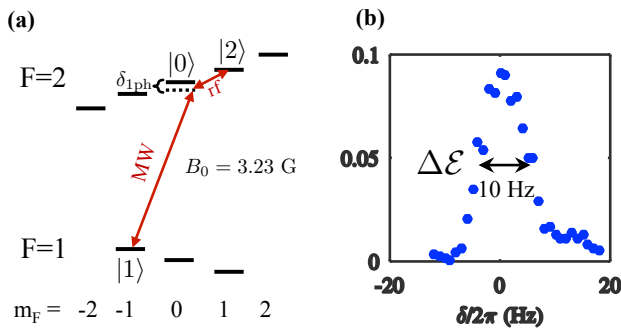 (a)
F=2
δ1ph
|0⟩
|2⟩
rf
MW
B0 = 3.23 G
F=1
|1⟩
mF = -2 -1 0 1 2
(b)
0.1
0.05
0
Δℰ
10 Hz
-20 0 20
δ/2π (Hz)